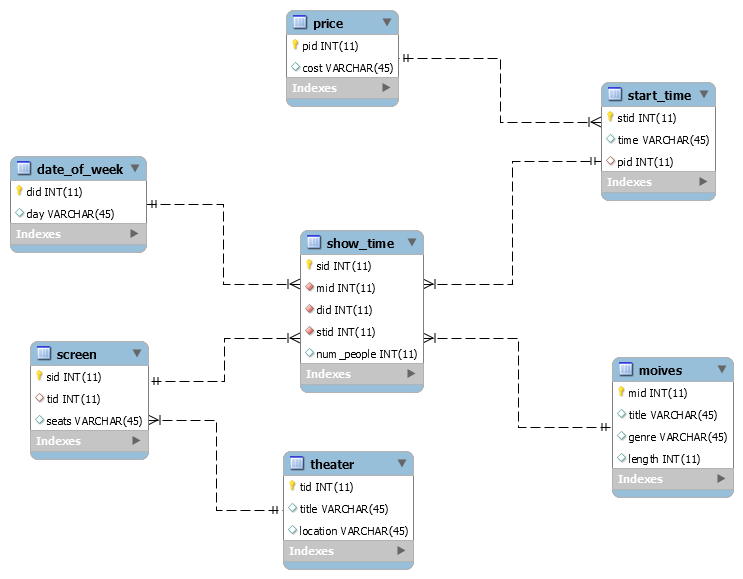 price
pid INT(11)
cost VARCHAR(45)
Indexes
start_time
stid INT(11)
time VARCHAR(45)
pid INT(11)
Indexes
date_of_week
did INT(11)
day VARCHAR(45)
Indexes
show_time
sid INT(11)
mid INT(11)
did INT(11)
stid INT(11)
num_people INT(11)
Indexes
screen
sid INT(11)
tid INT(11)
seats VARCHAR(45)
Indexes
moives
mid INT(11)
title VARCHAR(45)
genre VARCHAR(45)
length INT(11)
Indexes
theater
tid INT(11)
title VARCHAR(45)
location VARCHAR(45)
Indexes